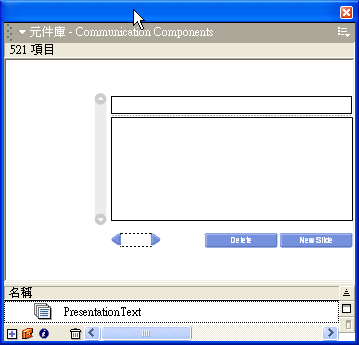 元件庫 - Communication Components
521 項目
Delete
New Slide
名稱
PresentationText